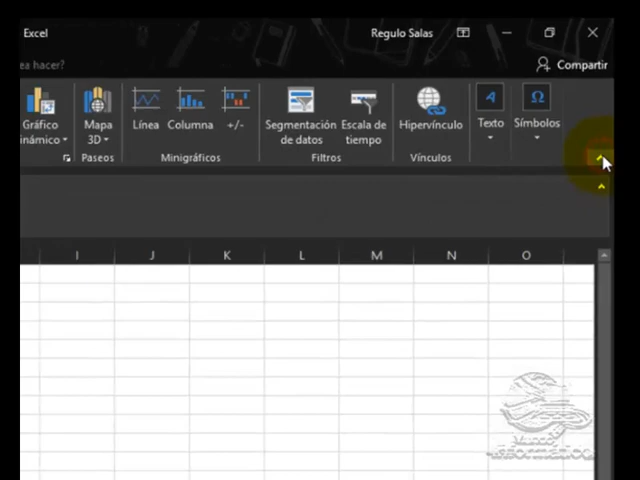 Excel Regulo Salas
ea hacer? Compartir
Gráfico Mapa Línea Columna +/- Segmentación Escala de Hipervínculo Texto Símbolos
inámico 3D de datos tiempo
Paseos Minigráficos Filtros Vínculos
I J K L M N O